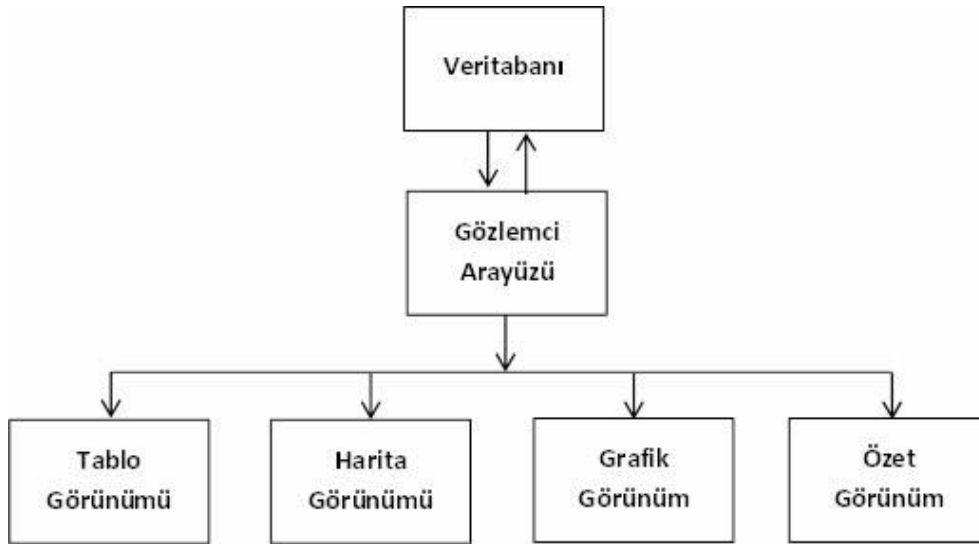 Veritabanı
Gözlemci
Arayüzü
Tablo
Görünümü
Harita
Görünümü
Grafik
Görünüm
Özet
Görünüm